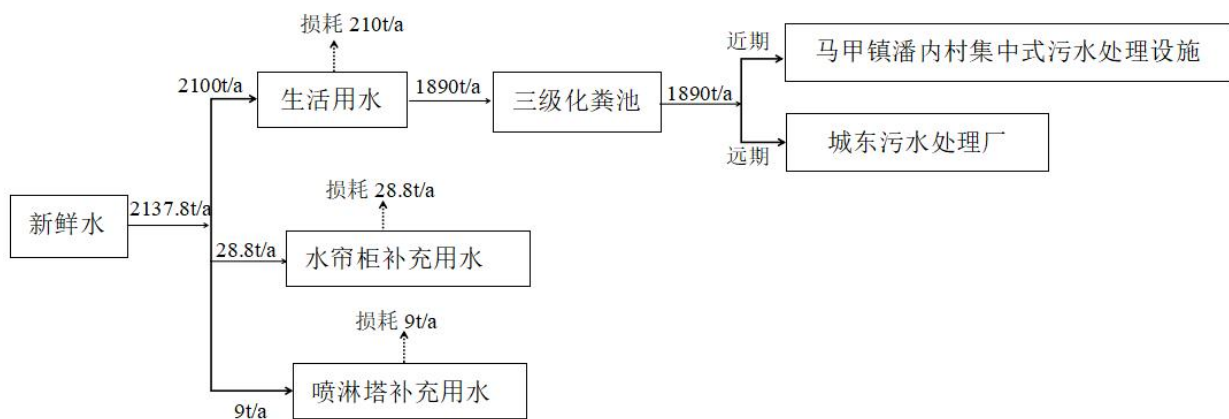 损耗 210t/a
近期
马甲镇潘内村集中式污水处理设施
2100t/a
生活用水
1890t/a
三级化粪池
1890t/a
远期
城东污水处理厂
损耗 28.8t/a
新鲜水
2137.8t/a
28.8t/a
水帘柜补充用水
损耗 9t/a
喷淋塔补充用水
9t/a